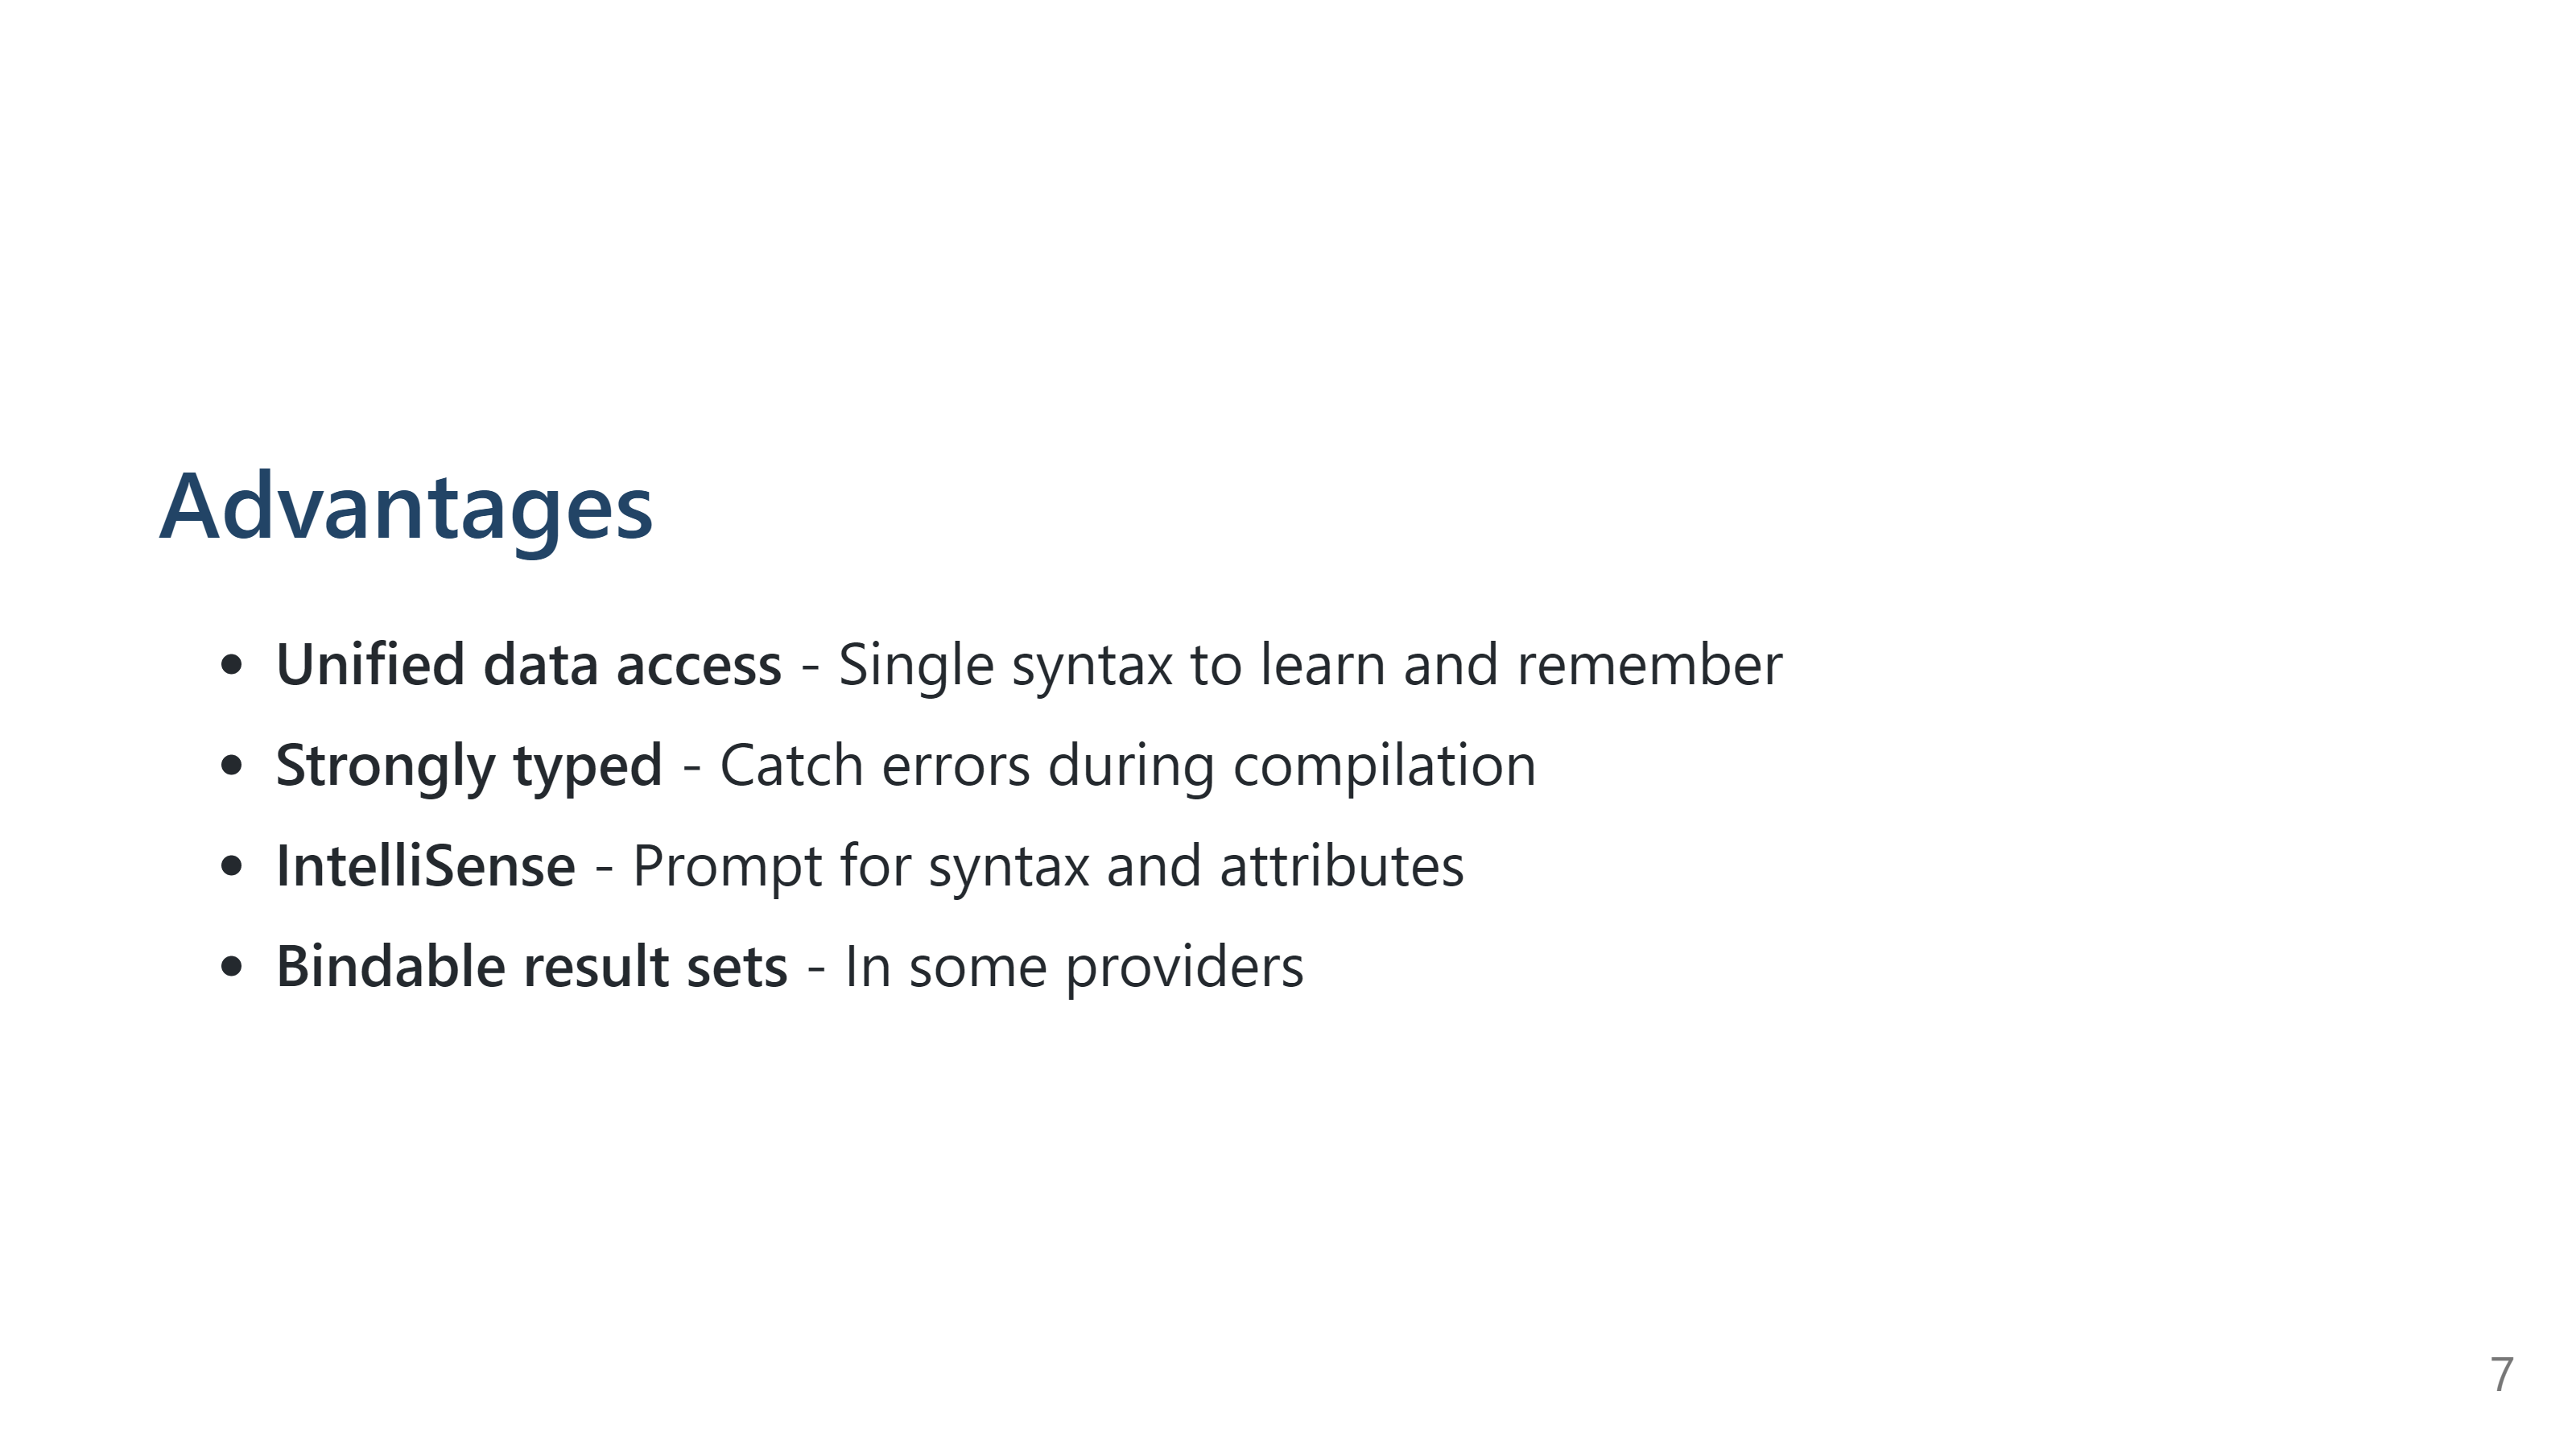 Advantages
• Unified data access - Single syntax to learn and remember
• Strongly typed - Catch errors during compilation
• IntelliSense - Prompt for syntax and attributes
• Bindable result sets - In some providers
7